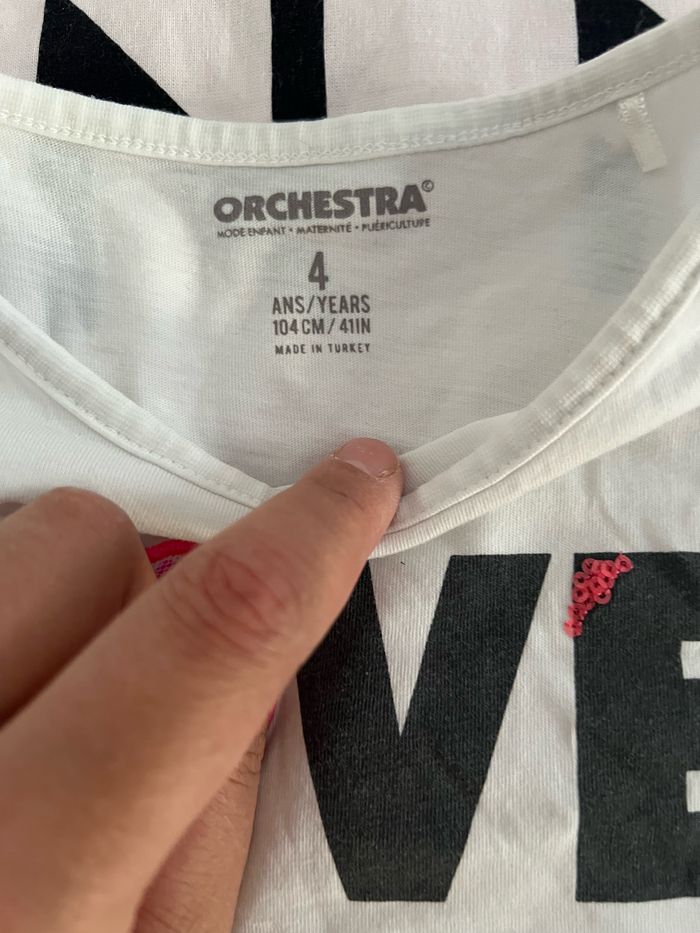 ORCHESTRA©
MODE ENFANT • MATERNITÉ • PUÉRICULTURE
4
ANS/YEARS
104 CM / 41IN
MADE IN TURKEY
VE